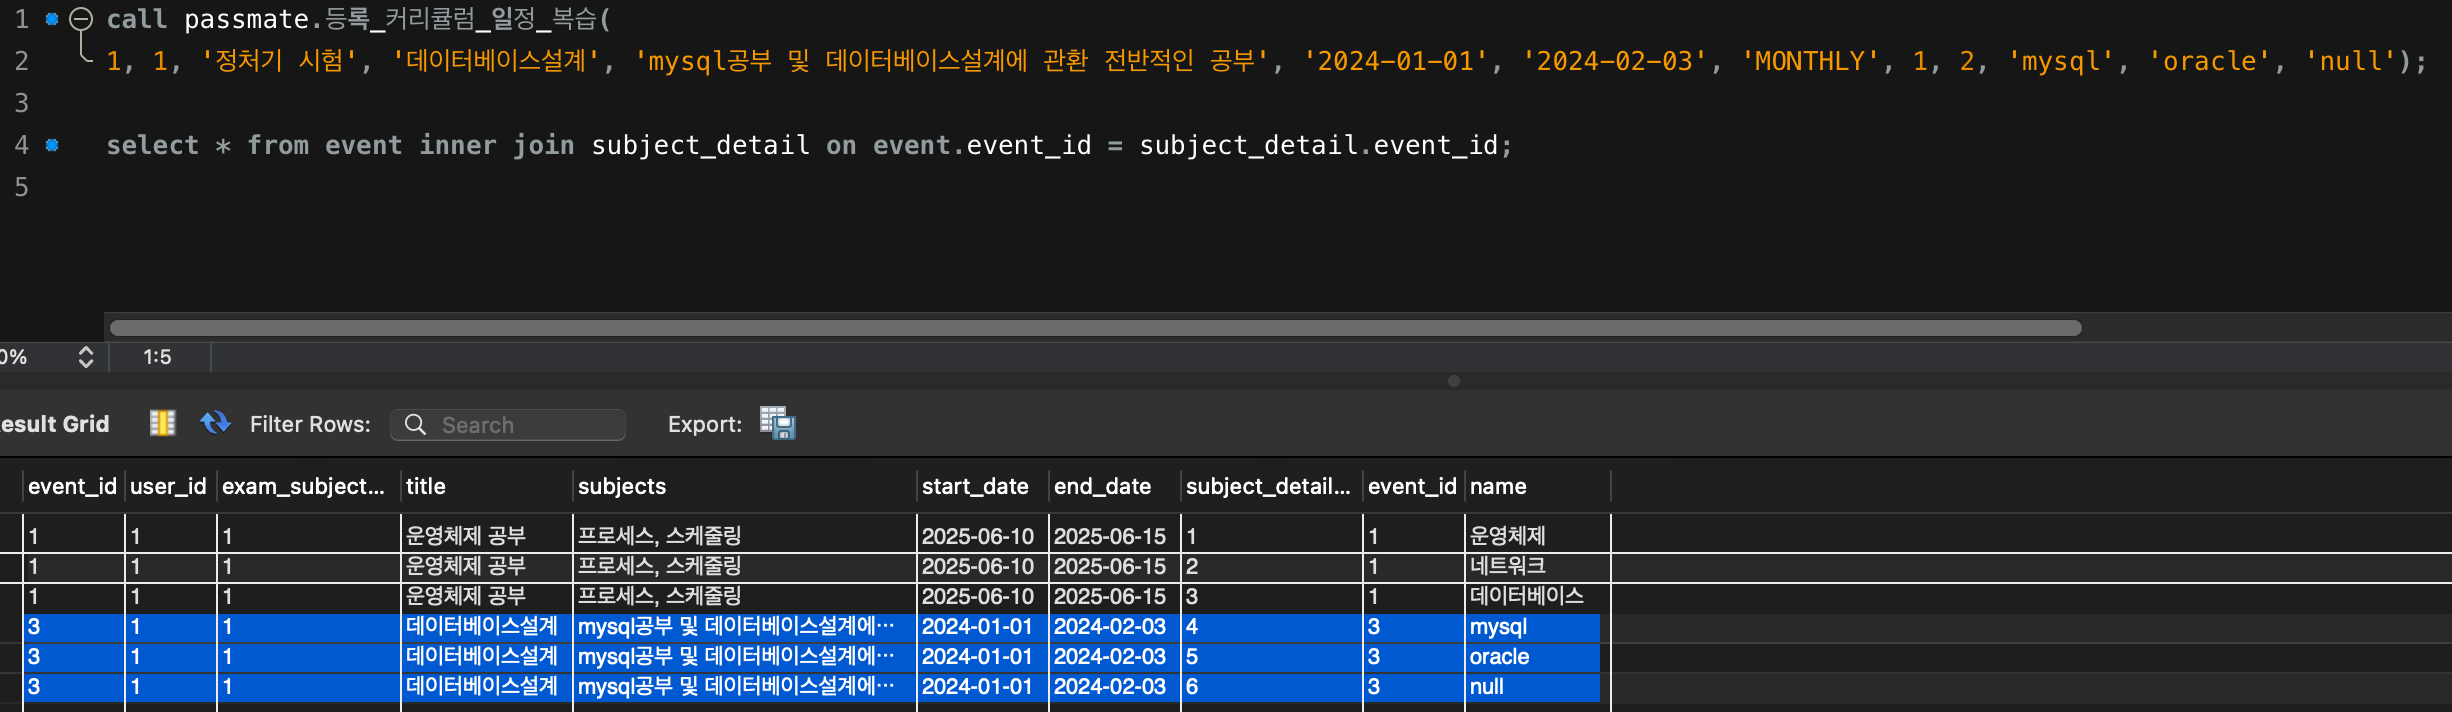 1 call passmate.등록_커리큘럼_일정_복습(
2 1, 1, '정처기 시험', '데이터베이스설계', 'mysql공부 및 데이터베이스설계에 관환 전반적인 공부', '2024-01-01', '2024-02-03', 'MONTHLY', 1, 2, 'mysql', 'oracle', 'null');
3
4 select * from event inner join subject_detail on event.event_id = subject_detail.event_id;
5
0% 1:5
esult Grid Filter Rows: Search Export:
event_id user_id exam_subject... title subjects start_date end_date subject_detail... event_id name
1 1 1 운영체제 공부 프로세스, 스케줄링 2025-06-10 2025-06-15 1 1 운영체제
1 1 1 운영체제 공부 프로세스, 스케줄링 2025-06-10 2025-06-15 2 1 네트워크
1 1 1 운영체제 공부 프로세스, 스케줄링 2025-06-10 2025-06-15 3 1 데이터베이스
3 1 1 데이터베이스설계 mysql공부 및 데이터베이스설계에… 2024-01-01 2024-02-03 4 3 mysql
3 1 1 데이터베이스설계 mysql공부 및 데이터베이스설계에… 2024-01-01 2024-02-03 5 3 oracle
3 1 1 데이터베이스설계 mysql공부 및 데이터베이스설계에… 2024-01-01 2024-02-03 6 3 null